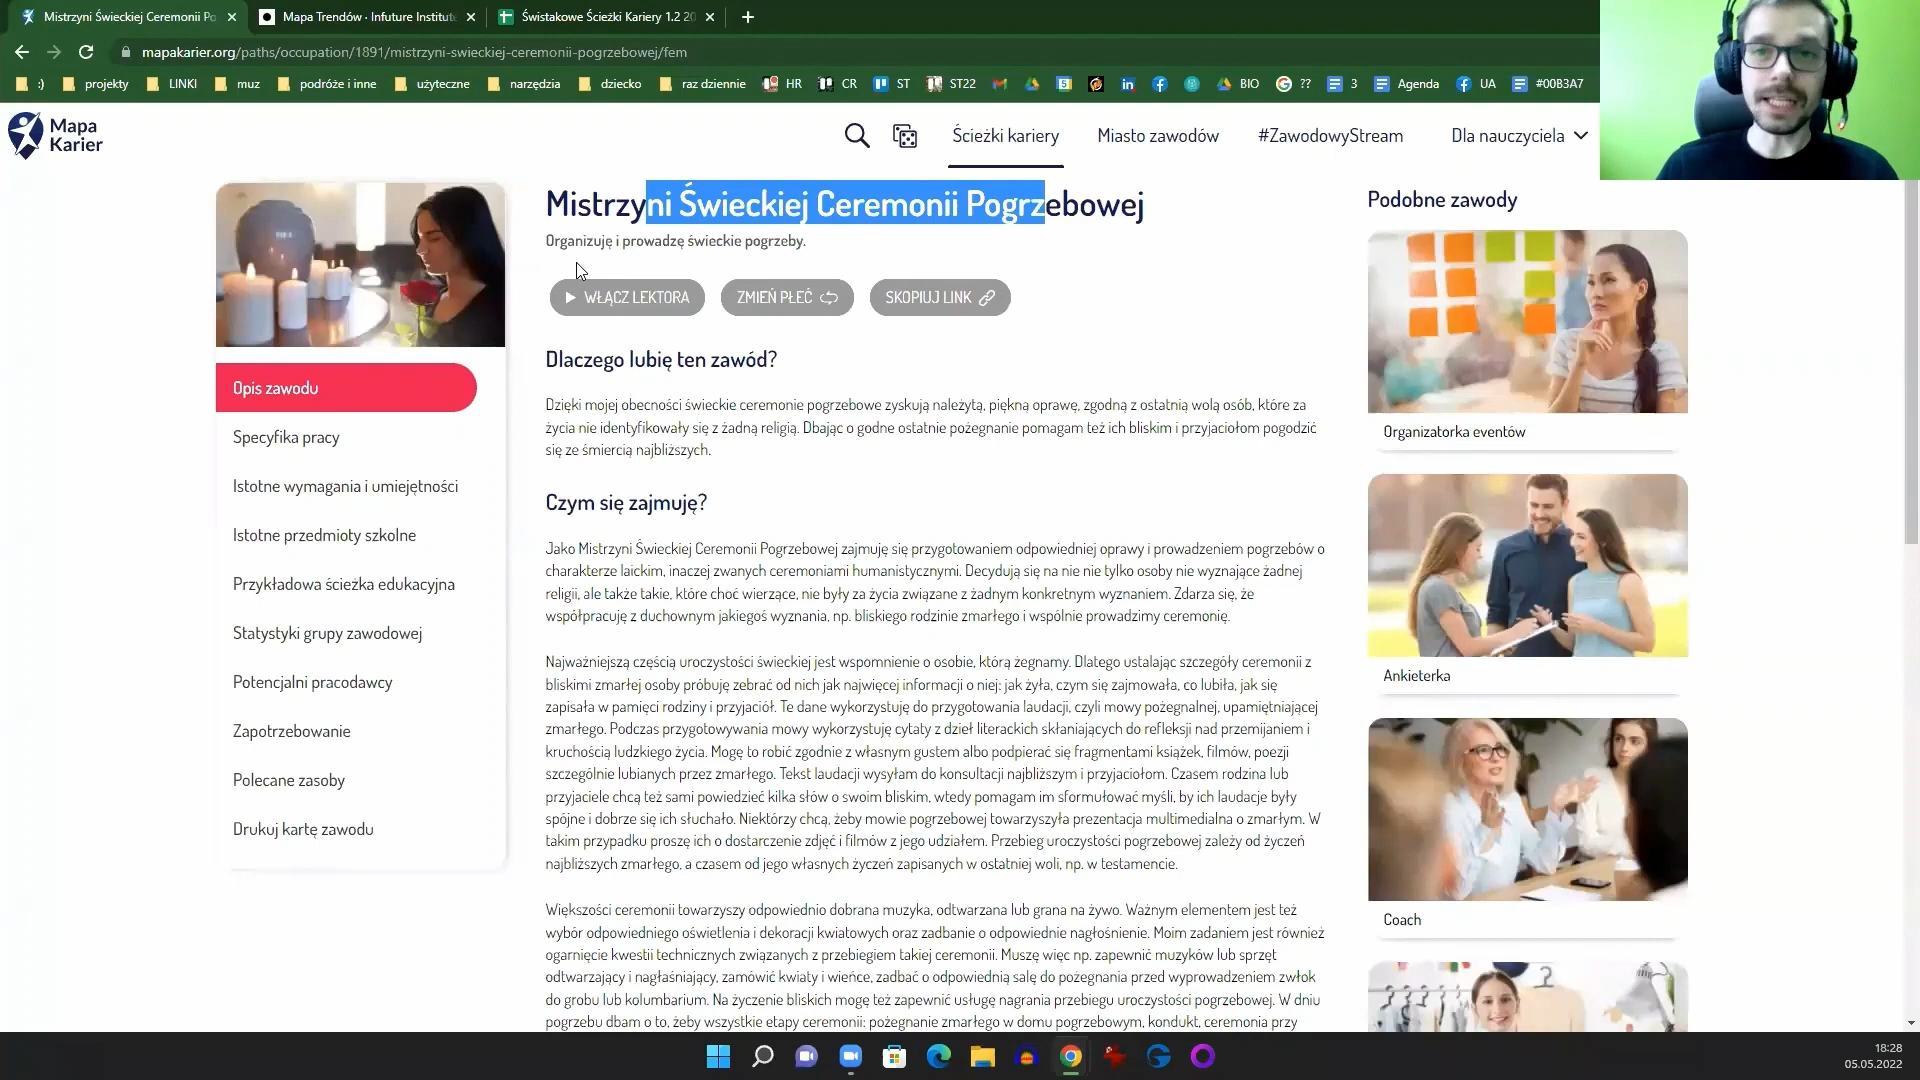 Mistrzyni Świeckiej Ceremonii Po
Mapa Trendów · Infuture Institute
Świstakowe Ścieżki Kariery 1.2 20
mapakarier.org/paths/occupation/1891/mistrzyni-swieckiej-ceremonii-pogrzebowej/fem
:) projekty LINKI muz podróże i inne użyteczne narzędzia dziecko raz dziennie HR CR ST ST22 BIO ?? 3 Agenda UA #00B3A7
Mapa
Karier
Ścieżki kariery Miasto zawodów #ZawodowyStream Dla nauczyciela
Opis zawodu
Specyfika pracy
Istotne wymagania i umiejętności
Istotne przedmioty szkolne
Przykładowa ścieżka edukacyjna
Statystyki grupy zawodowej
Potencjalni pracodawcy
Zapotrzebowanie
Polecane zasoby
Drukuj kartę zawodu
Mistrzyni Świeckiej Ceremonii Pogrzebowej
Organizuję i prowadzę świeckie pogrzeby.
WŁĄCZ LEKTORA ZMIEŃ PŁEĆ SKOPIUJ LINK
Dlaczego lubię ten zawód?
Dzięki mojej obecności świeckie ceremonie pogrzebowe zyskują należytą, piękną oprawę, zgodną z ostatnią wolą osób, które za
życia nie identyfikowały się z żadną religią. Dbając o godne ostatnie pożegnanie pomagam też ich bliskim i przyjaciołom pogodzić
się ze śmiercią najbliższych.
Czym się zajmuję?
Jako Mistrzyni Świeckiej Ceremonii Pogrzebowej zajmuję się przygotowaniem odpowiedniej oprawy i prowadzeniem pogrzebów o
charakterze laickim, inaczej zwanych ceremoniami humanistycznymi. Decydują się na nie nie tylko osoby nie wyznające żadnej
religii, ale także takie, które choć wierzące, nie były za życia związane z żadnym konkretnym wyznaniem. Zdarza się, że
współpracuję z duchownym jakiegoś wyznania, np. bliskiego rodzinie zmarłego i wspólnie prowadzimy ceremonię.
Najważniejszą częścią uroczystości świeckiej jest wspomnienie o osobie, którą żegnamy. Dlatego ustalając szczegóły ceremonii z
bliskimi zmarłej osoby próbuję zebrać od nich jak najwięcej informacji o niej: jak żyła, czym się zajmowała, co lubiła, jak się
zapisała w pamięci rodziny i przyjaciół. Te dane wykorzystuję do przygotowania laudacji, czyli mowy pożegnalnej, upamiętniającej
zmarłego. Podczas przygotowywania mowy wykorzystuję cytaty z dzieł literackich skłaniających do refleksji nad przemijaniem i
kruchością ludzkiego życia. Mogę to robić zgodnie z własnym gustem albo podpierać się fragmentami książek, filmów, poezji
szczególnie lubianych przez zmarłego. Tekst laudacji wysyłam do konsultacji najbliższym i przyjaciołom. Czasem rodzina lub
przyjaciele chcą też sami powiedzieć kilka słów o swoim bliskim, wtedy pomagam im sformułować myśli, by ich laudacje były
spójne i dobrze się ich słuchało. Niektórzy chcą, żeby mowie pogrzebowej towarzyszyła prezentacja multimedialna o zmarłym. W
takim przypadku proszę ich o dostarczenie zdjęć i filmów z jego udziałem. Przebieg uroczystości pogrzebowej zależy od życzeń
najbliższych zmarłego, a czasem od jego własnych życzeń zapisanych w ostatniej woli, np. w testamencie.
Większości ceremonii towarzyszy odpowiednio dobrana muzyka, odtwarzana lub grana na żywo. Ważnym elementem jest też
wybór odpowiedniego oświetlenia i dekoracji kwiatowych oraz zadbanie o odpowiednie nagłośnienie. Moim zadaniem jest również
ogarnięcie kwestii technicznych związanych z przebiegiem takiej ceremonii. Muszę więc np. zapewnić muzyków lub sprzęt
odtwarzający i nagłaśniający, zamówić kwiaty i wieńce, zadbać o odpowiednią salę do pożegnania przed wyprowadzeniem zwłok
do grobu lub kolumbarium. Na życzenie bliskich mogę też zapewnić usługę nagrania przebiegu uroczystości pogrzebowej. W dniu
pogrzebu dbam o to, żeby wszystkie etapy ceremonii: pożegnanie zmarłego w domu pogrzebowym, kondukt, ceremonia przy
Podobne zawody
Organizatorka eventów
Ankieterka
Coach
18:28
05.05.2022